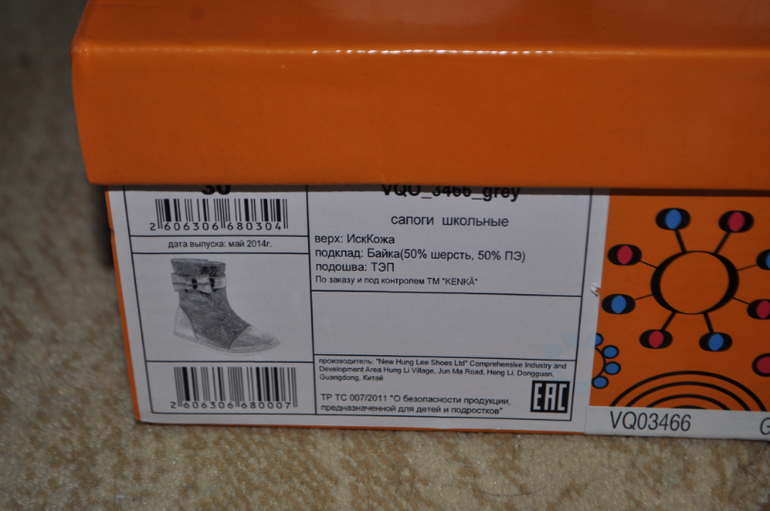 VQO_3466_grey
2 606306 680304
сапоги школьные
дата выпуска: май 2014г.
верх: ИскКожа
подклад: Байка(50% шерсть, 50% ПЭ)
подошва: ТЭП
По заказу и под контролем ТМ "KENKÄ"
производитель: "New Hung Lee Shoes Ltd" Comprehensive Industry and
Development Area Hung Li Village, Jun Ma Road, Heng Li. Dongguan,
Guangdong, Китай
2 606306 680007
ТР ТС 007/2011 "О безопасности продукции,
предназначенной для детей и подростков"
EAC
VQ03466